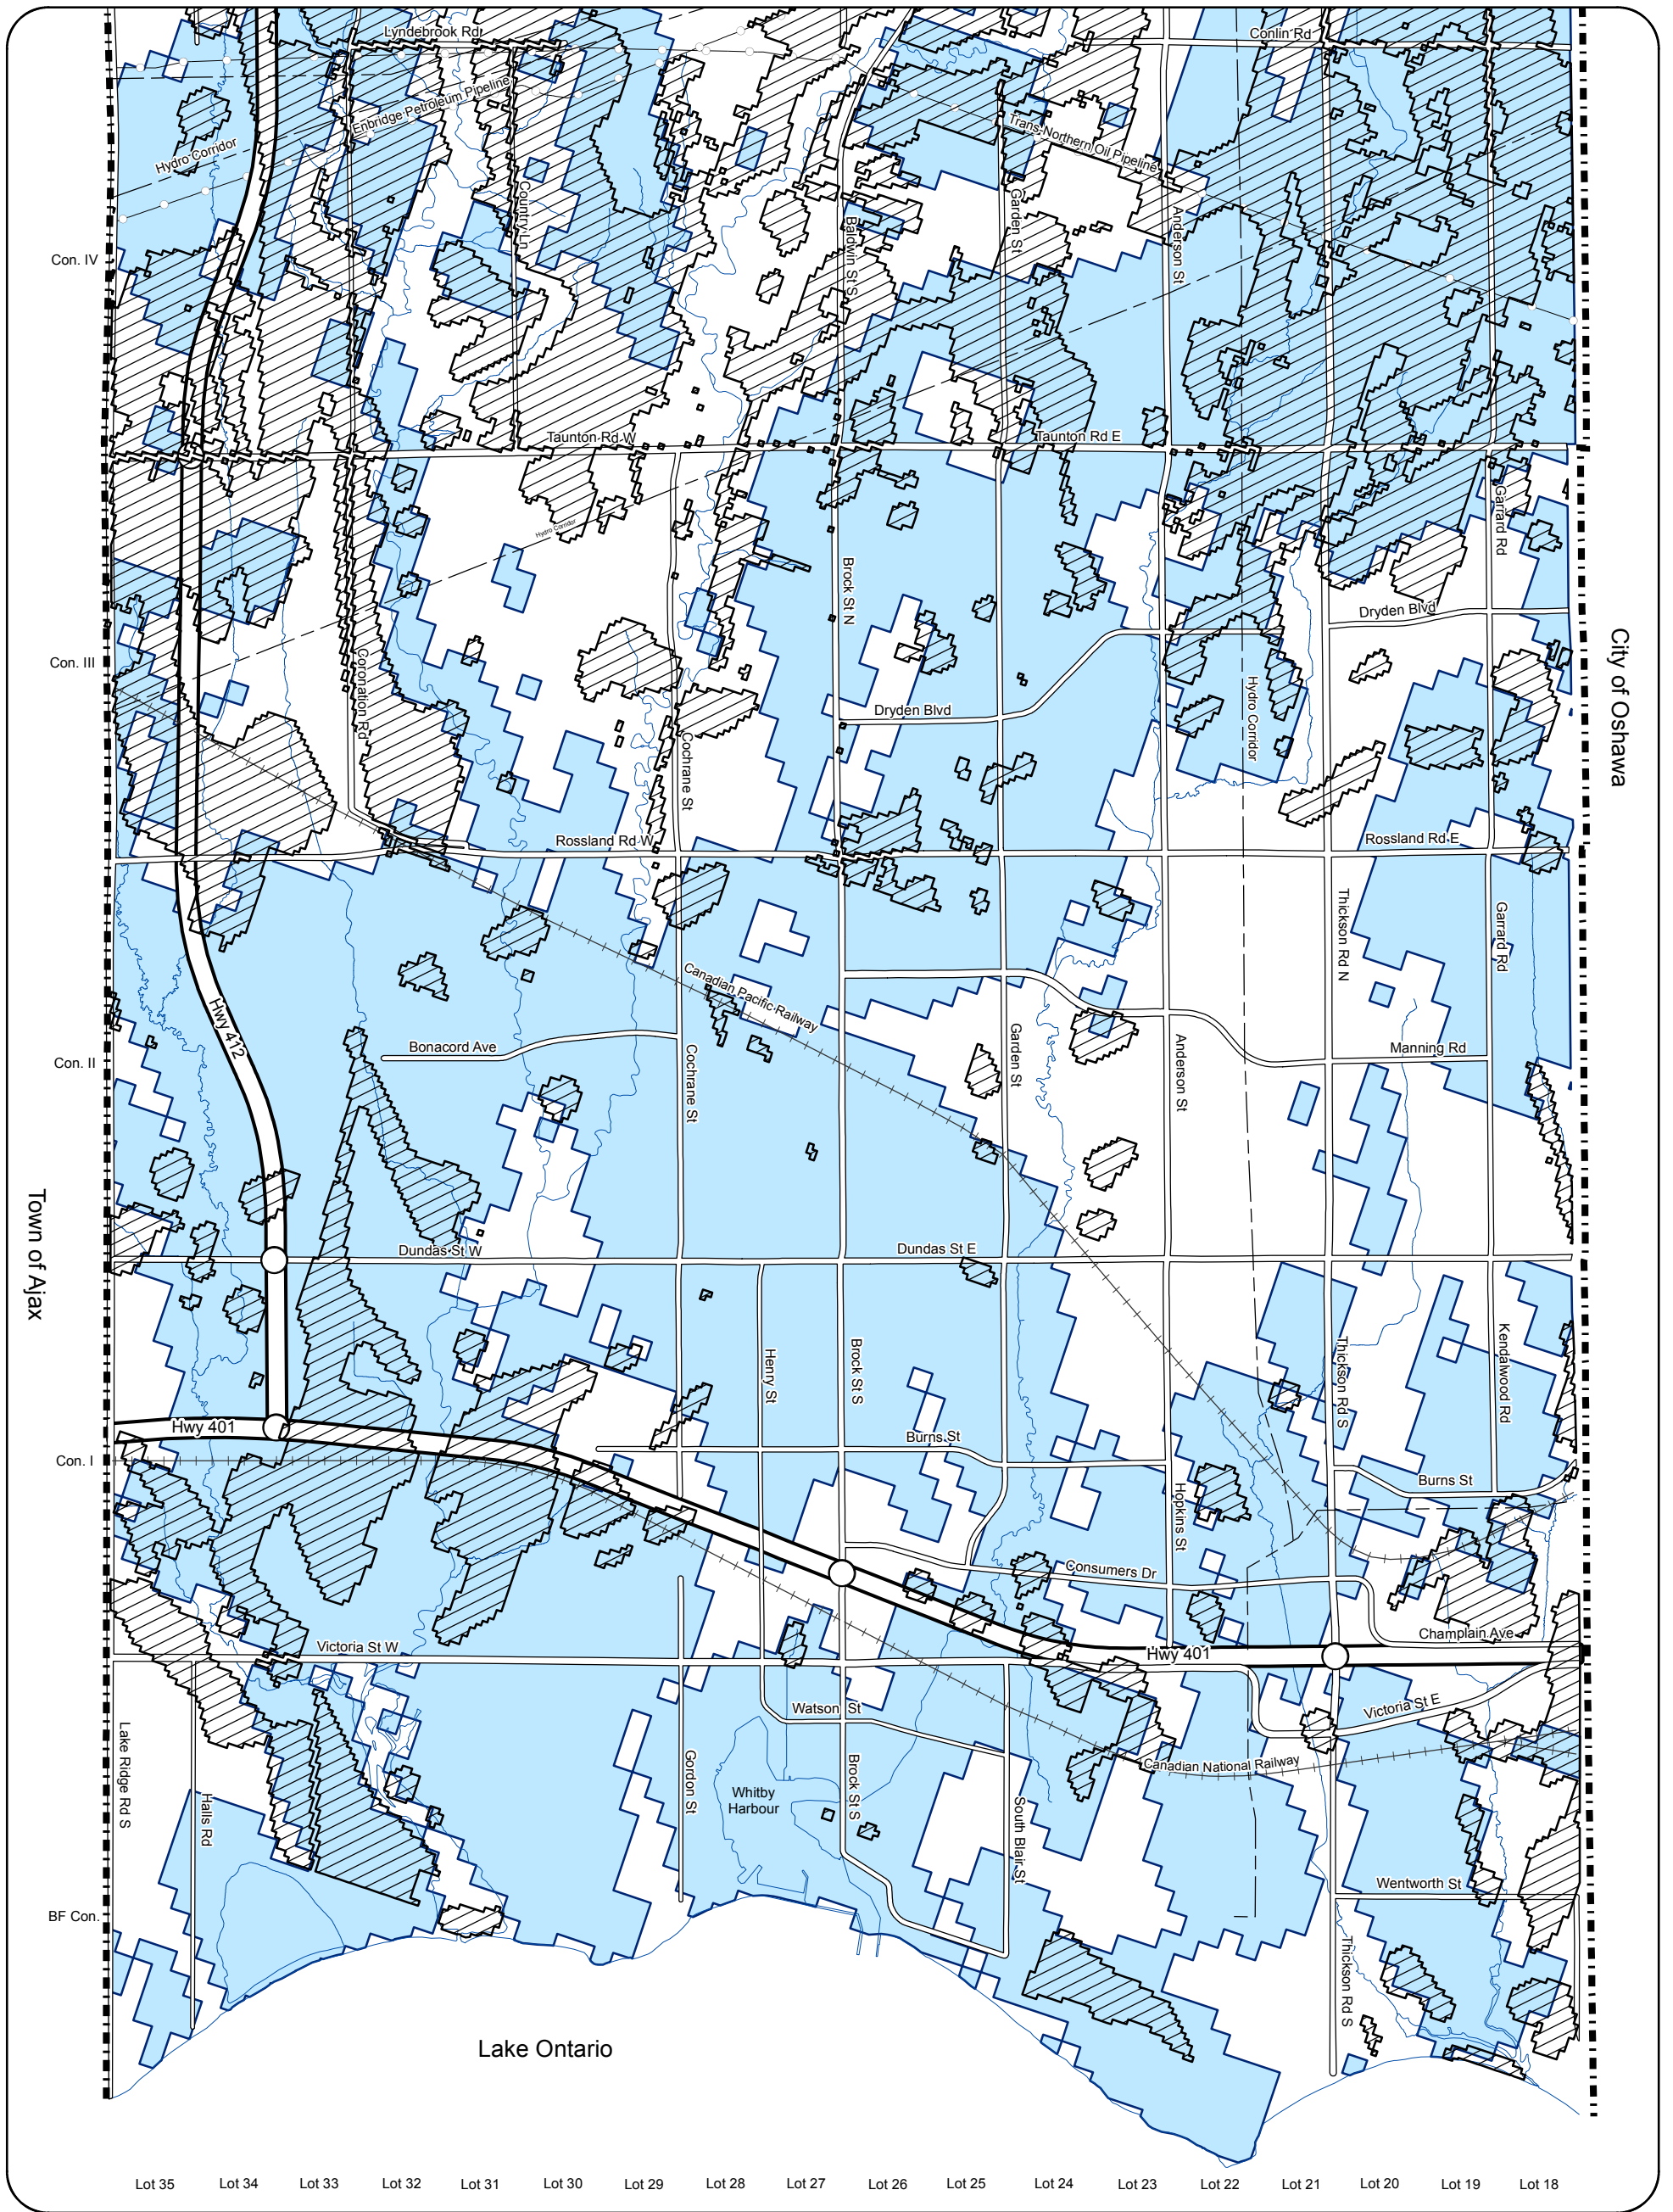 Lyndebrook Rd
Conlin Rd
Enbridge Petroleum Pipeline
Trans-Northern Oil Pipeline
Hydro Corridor
Country Ln
Garden St
Anderson St
Baldwin St S
Con. IV
Taunton Rd W
Taunton Rd E
Hydro Corridor
Garrard Rd
Brock St N
Dryden Blvd
City of Oshawa
Con. III
Coronation Rd
Hydro Corridor
Dryden Blvd
Cochrane St
Rossland Rd W
Rossland Rd E
Thickson Rd N
Garrard Rd
Canadian Pacific Railway
Hwy 412
Bonacord Ave
Cochrane St
Garden St
Anderson St
Manning Rd
Con. II
Town of Ajax
Dundas St W
Dundas St E
Henry St
Brock St S
Thickson Rd S
Kendalwood Rd
Hwy 401
Burns St
Con. I
Burns St
Hopkins St
Consumers Dr
Champlain Ave
Victoria St W
Hwy 401
Victoria St E
Watson St
Lake Ridge Rd S
Halls Rd
Gordon St
Whitby
Harbour
Brock St S
South Blair St
Canadian National Railway
Wentworth St
BF Con.
Thickson Rd S
Lake Ontario
Lot 35 Lot 34 Lot 33 Lot 32 Lot 31 Lot 30 Lot 29 Lot 28 Lot 27 Lot 26 Lot 25 Lot 24 Lot 23 Lot 22 Lot 21 Lot 20 Lot 19 Lot 18